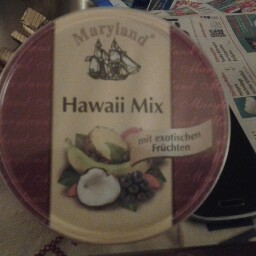 Maryland
Hawaii Mix
mit exotischen
Früchten